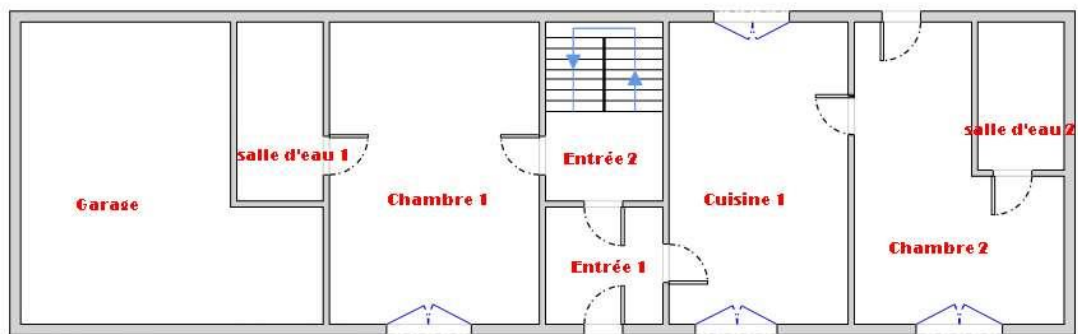 salle d'eau 1
Entrée 2
salle d'eau 2
Garage
Chambre 1
Cuisine 1
Chambre 2
Entrée 1